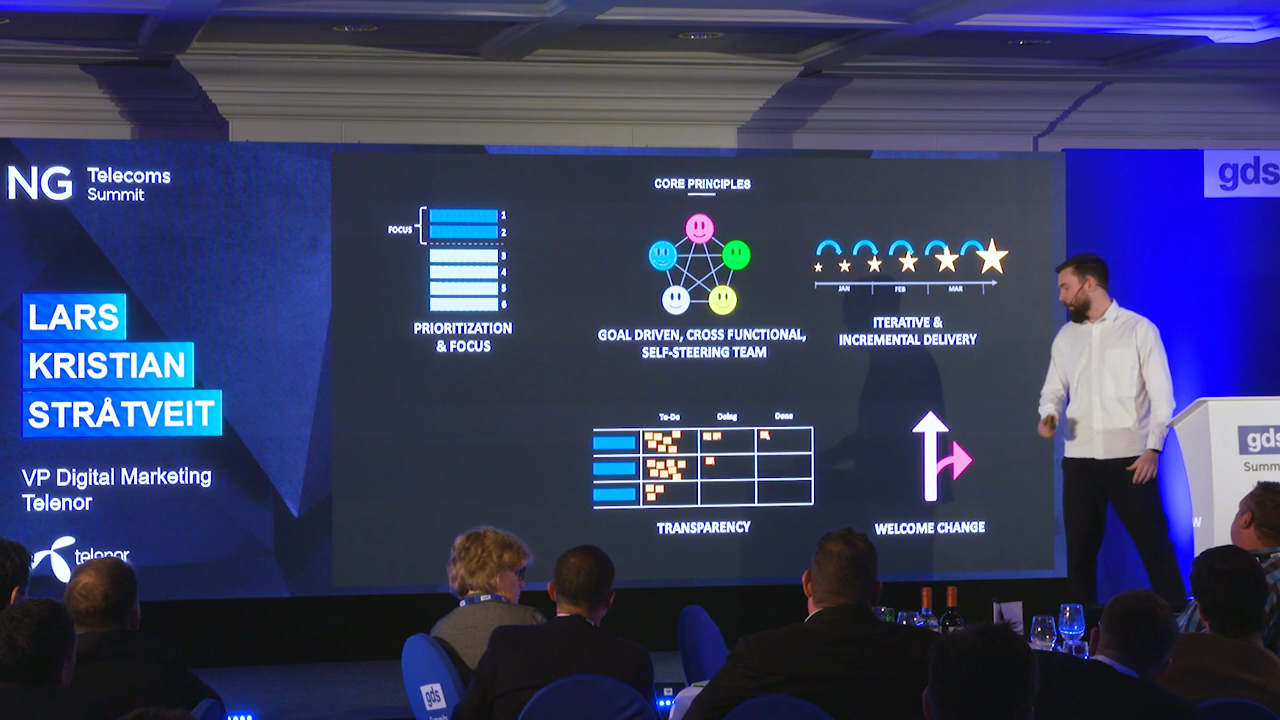 NG Telecoms
Summit
LARS
KRISTIAN
STRÅTVEIT
VP Digital Marketing
Telenor
telenor
CORE PRINCIPLES
FOCUS
1
2
3
4
5
6
PRIORITIZATION
& FOCUS
GOAL DRIVEN, CROSS FUNCTIONAL,
SELF-STEERING TEAM
JAN FEB MAR
ITERATIVE &
INCREMENTAL DELIVERY
To-Do Doing Done
TRANSPARENCY
WELCOME CHANGE
gds
gds
Summ
gds